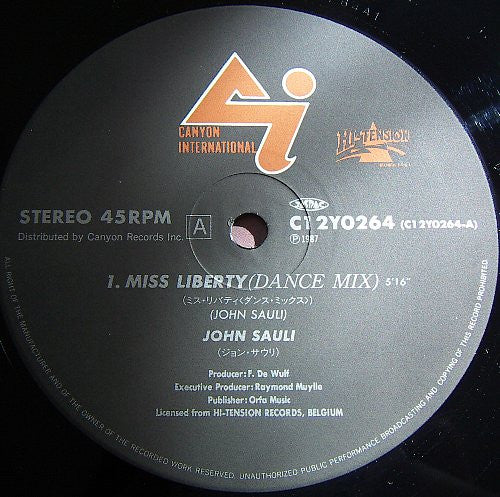 CANYON
INTERNATIONAL
HI-TENSION
STEREO 45RPM
A
C12Y0264 (C12Y0264-A)
Distributed by Canyon Records Inc.
℗1987
1. MISS LIBERTY(DANCE MIX) 5'16"
(ミス・リバティ〈ダンス・ミックス〉)
(JOHN SAULI)
JOHN SAULI
(ジョン・サウリ)
Producer: F. De Wulf
Executive Producer: Raymond Muylle
Publisher: Orfa Music
Licensed from HI-TENSION RECORDS, BELGIUM
ALL RIGHT OF THE MANUFACTURER AND OF THE OWNER OF THE RECORDED WORK RESERVED. UNAUTHORIZED PUBLIC PERFORMANCE BROADCASTING AND COPYING OF THIS RECORD PROHIBITED.